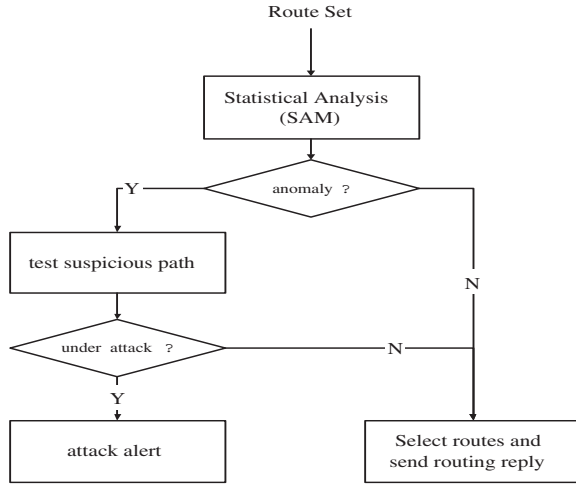 Route Set
Statistical Analysis
(SAM)
anomaly ?
Y
test suspicious path
N
under attack ?
N
Y
attack alert
Select routes and
send routing reply